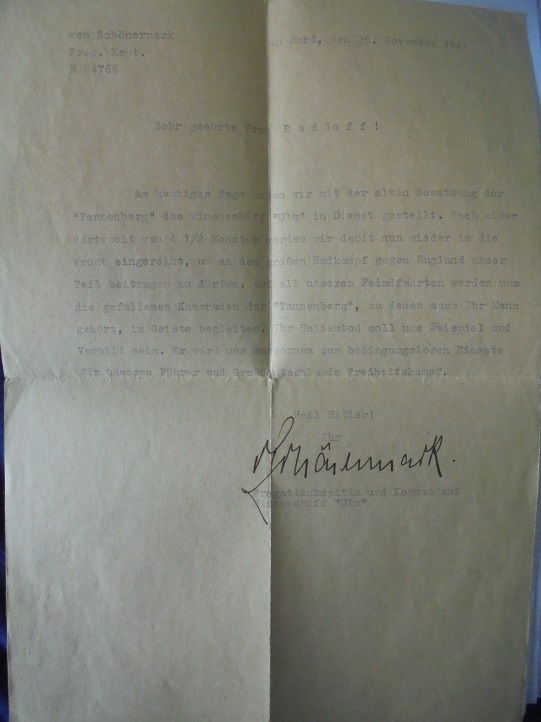 von Schönermark
Freg. Kapt.
M 04766
an Bord, den 25. November 1941
Sehr geehrte Frau R a d l o f f !
Am heutigen Tage haben wir mit der alten Besatzung der
"Tannenberg" das Minenschiff "Ulm" in Dienst gestellt. Nach einer
Wartezeit von 4 1/2 Monaten werden wir damit nun wieder in die
Front eingereiht, um an dem großen Endkampf gegen England unser
Teil beitragen zu dürfen. Auf all unseren Feindfahrten werden uns
die gefallenen Kameraden der "Tannenberg", zu denen auch Ihr Mann
gehört, im Geiste begleiten. Ihr Heldentod soll uns Beispiel und
Vorbild sein. Er wird uns anspornen zum bedingungslosen Einsatz
für unseren Führer und Großdeutschlands Freiheitskampf.
Heil Hitler!
Ihr
v Schönermark.
Fregattenkapitän und Kommandant
Minenschiff "Ulm"